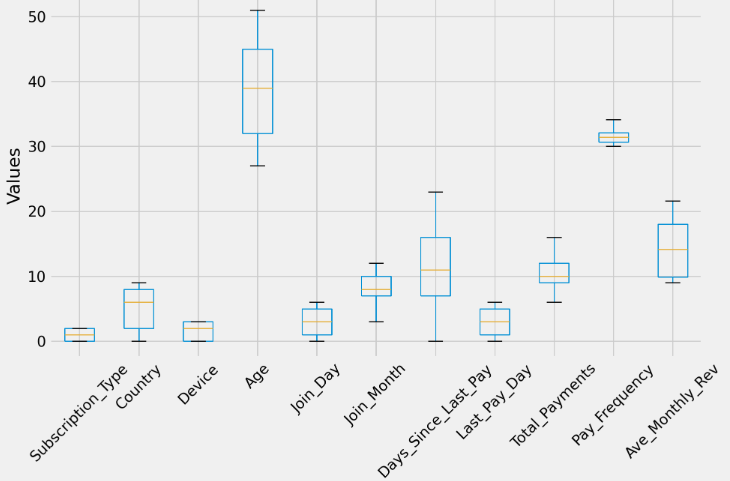 Values
50
40
30
20
10
0
Subscription_Type
Country
Device
Age
Join_Day
Join_Month
Days_Since_Last_Pay
Last_Pay_Day
Total_Payments
Pay_Frequency
Ave_Monthly_Rev